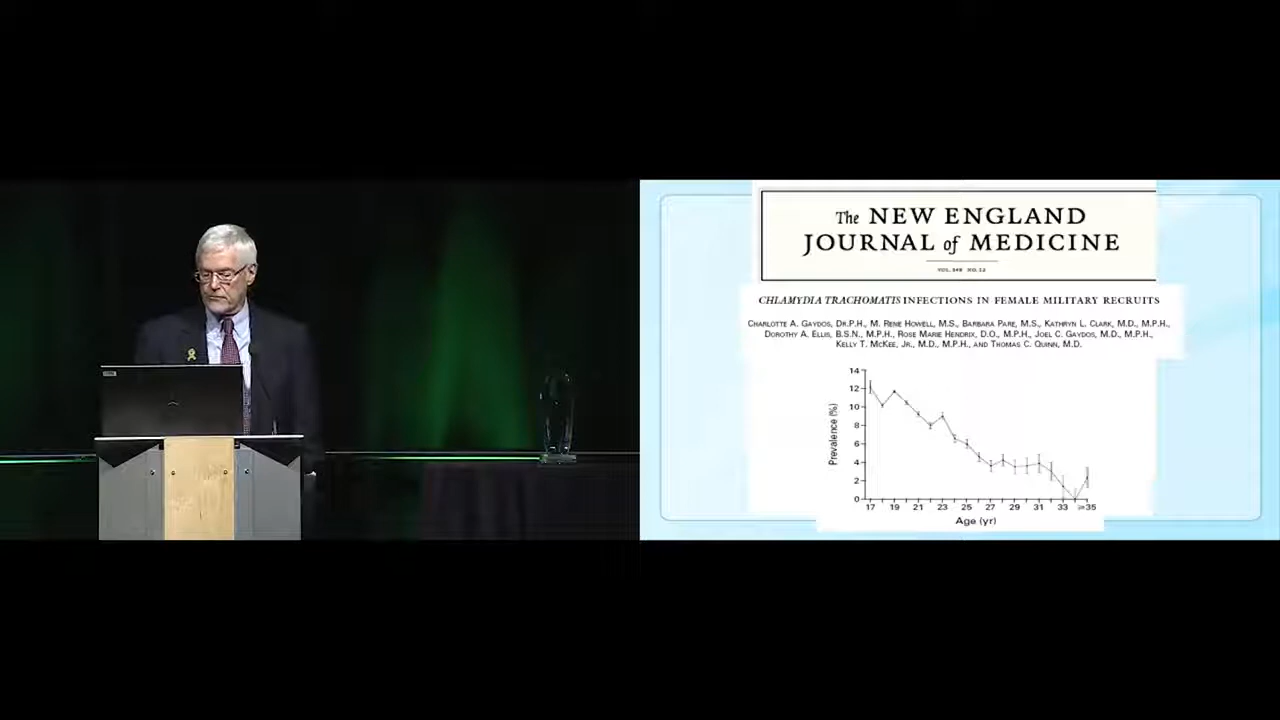 The NEW ENGLAND
JOURNAL of MEDICINE
CHLAMYDIA TRACHOMATIS INFECTIONS IN FEMALE MILITARY RECRUITS
CHARLOTTE A. GAYDOS, DR.P.H., M. RENE HOWELL, M.S., BARBARA PARE, M.S., KATHRYN L. CLARK, M.D., M.P.H.,
DOROTHY A. ELLIS, B.S.N., M.P.H., ROSE MARIE HENDRIX, D.O., M.P.H., JOEL C. GAYDOS, M.D., M.P.H.,
KELLY T. MCKEE, JR., M.D., M.P.H., AND THOMAS C. QUINN, M.D.
14
12
10
8
6
4
2
0
Prevalence (%)
17 19 21 23 25 27 29 31 33 ≥35
Age (yr)